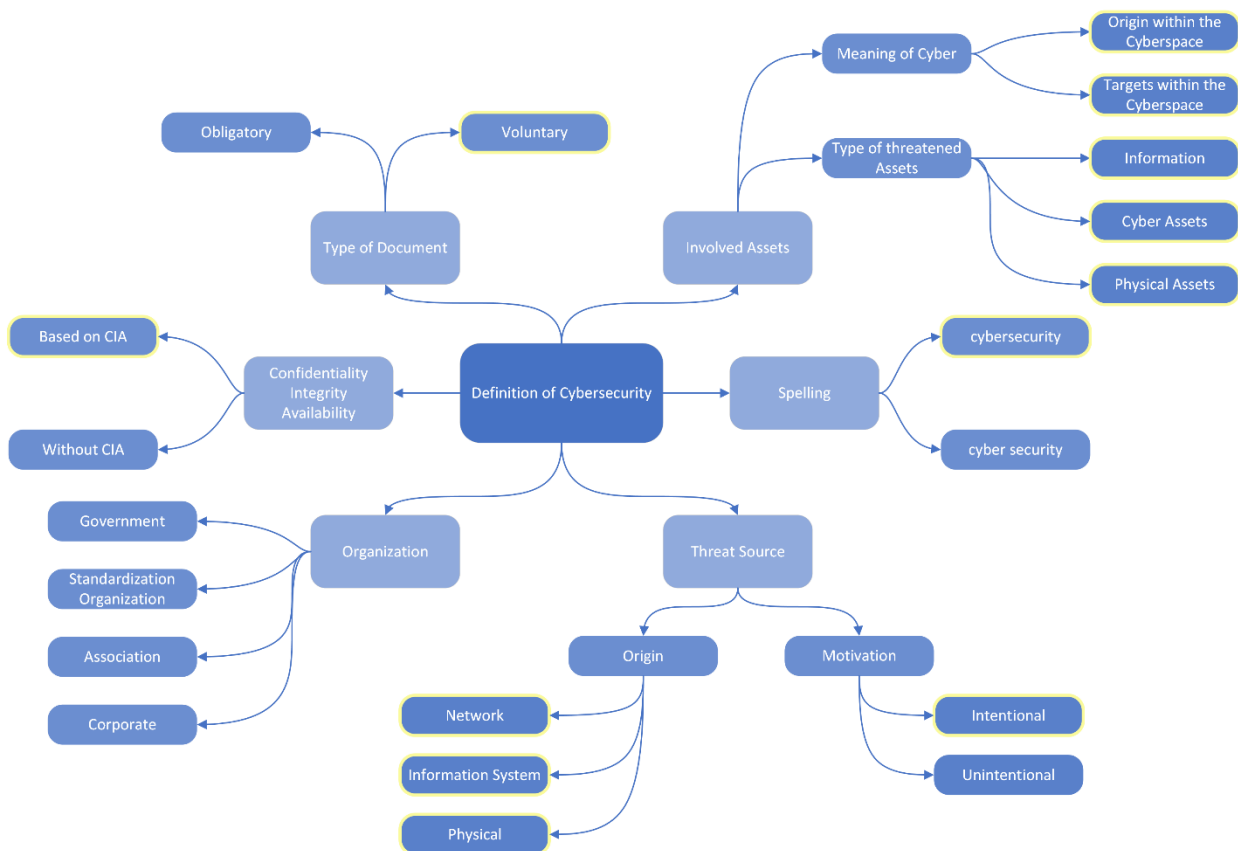 Origin within the
Cyberspace
Meaning of Cyber
Targets within the
Cyberspace
Obligatory
Voluntary
Type of threatened
Assets
Information
Cyber Assets
Type of Document
Involved Assets
Physical Assets
Based on CIA
cybersecurity
Confidentiality
Integrity
Availability
Definition of Cybersecurity
Spelling
Without CIA
cyber security
Government
Organization
Threat Source
Standardization
Organization
Association
Origin
Motivation
Corporate
Network
Intentional
Information System
Unintentional
Physical